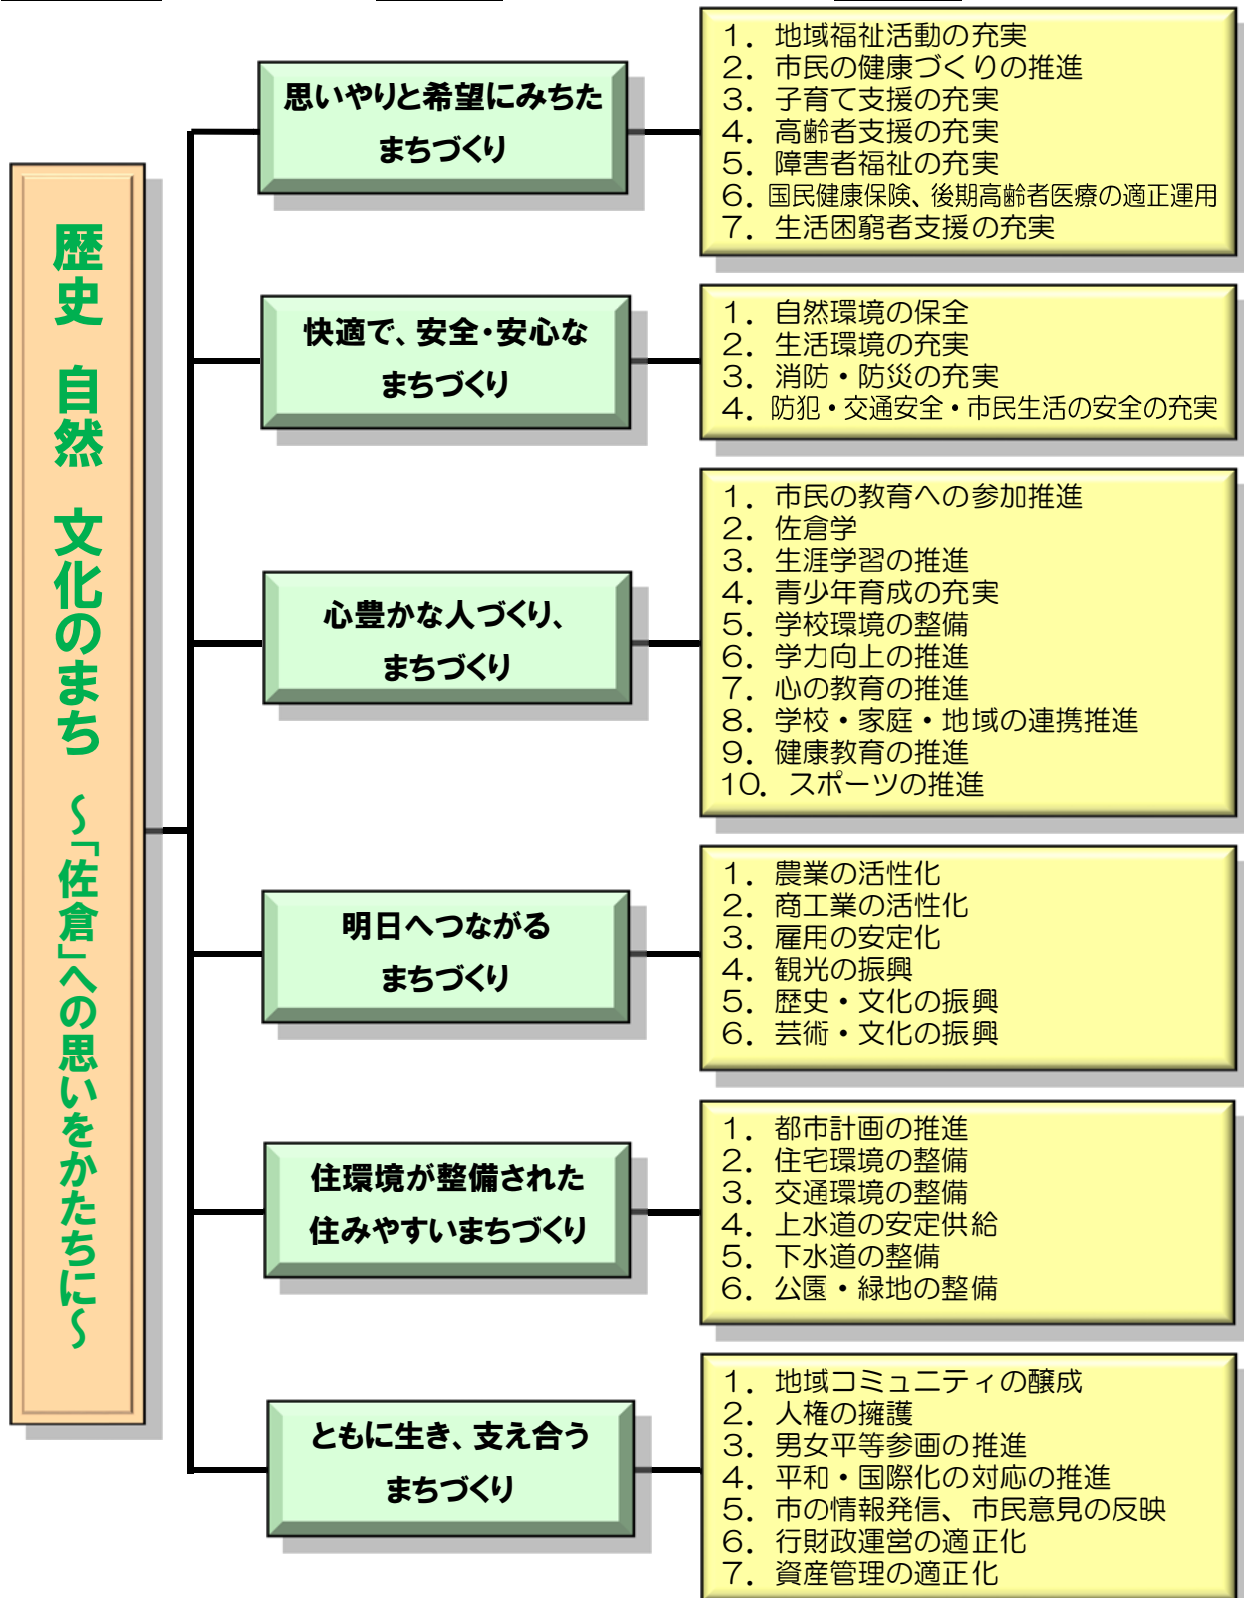 歴史　自然　文化のまち　～「佐倉」への思いをかたちに～
思いやりと希望にみちた
まちづくり
１．地域福祉活動の充実
２．市民の健康づくりの推進
３．子育て支援の充実
４．高齢者支援の充実
５．障害者福祉の充実
６．国民健康保険、後期高齢者医療の適正運用
７．生活困窮者支援の充実
快適で、安全・安心な
まちづくり
１．自然環境の保全
２．生活環境の充実
３．消防・防災の充実
４．防犯・交通安全・市民生活の安全の充実
心豊かな人づくり、
まちづくり
１．市民の教育への参加推進
２．佐倉学
３．生涯学習の推進
４．青少年育成の充実
５．学校環境の整備
６．学力向上の推進
７．心の教育の推進
８．学校・家庭・地域の連携推進
９．健康教育の推進
１０．スポーツの推進
明日へつながる
まちづくり
１．農業の活性化
２．商工業の活性化
３．雇用の安定化
４．観光の振興
５．歴史・文化の振興
６．芸術・文化の振興
住環境が整備された
住みやすいまちづくり
１．都市計画の推進
２．住宅環境の整備
３．交通環境の整備
４．上水道の安定供給
５．下水道の整備
６．公園・緑地の整備
ともに生き、支え合う
まちづくり
１．地域コミュニティの醸成
２．人権の擁護
３．男女平等参画の推進
４．平和・国際化の対応の推進
５．市の情報発信、市民意見の反映
６．行財政運営の適正化
７．資産管理の適正化